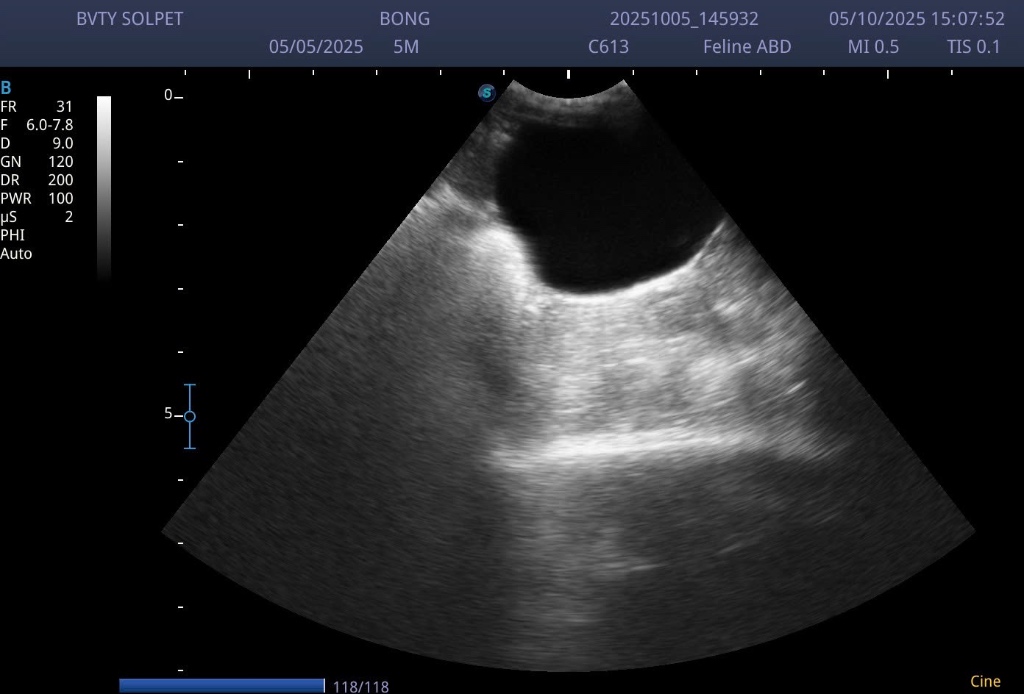 BVTY SOLPET BONG 20251005_145932 05/10/2025 15:07:52
05/05/2025 5M C613 Feline ABD MI 0.5 TIS 0.1
B
FR 31
F 6.0-7.8
D 9.0
GN 120
DR 200
PWR 100
µS 2
PHI
Auto
S
0
5
118/118
Cine